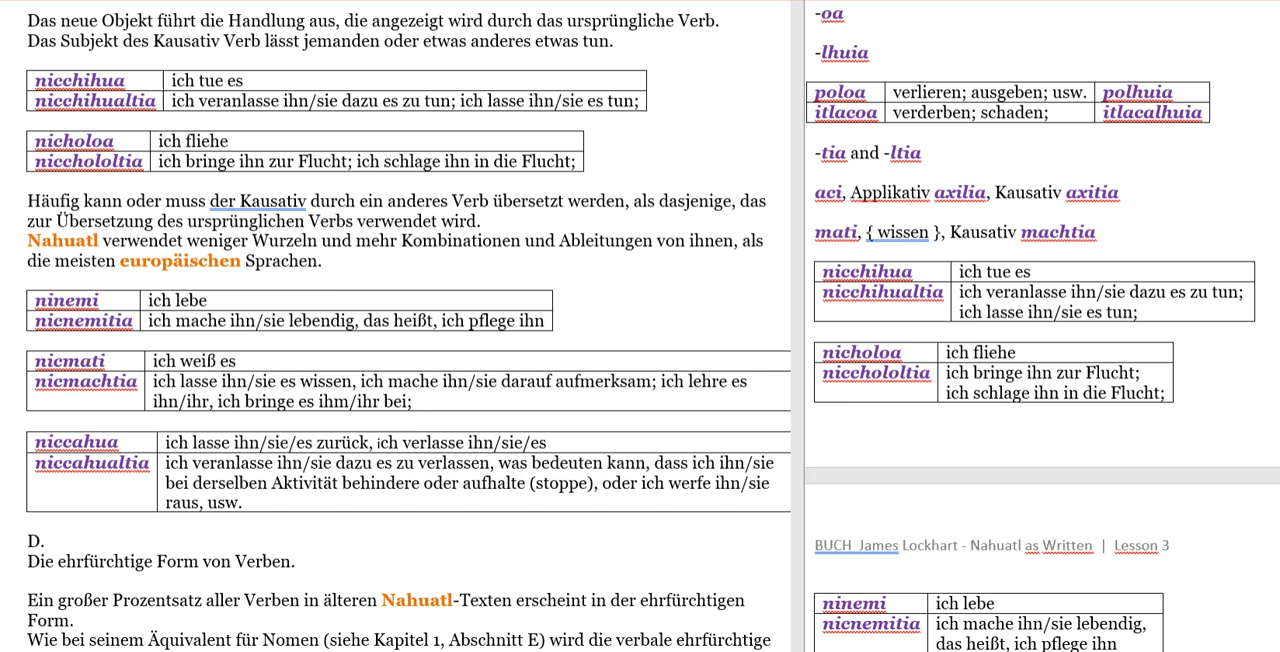 Das neue Objekt führt die Handlung aus, die angezeigt wird durch das ursprüngliche Verb.
Das Subjekt des Kausativ Verb lässt jemanden oder etwas anderes etwas tun.
nicchihua ich tue es
nicchihualtia ich veranlasse ihn/sie dazu es zu tun; ich lasse ihn/sie es tun;
nicholoa ich fliehe
nicchololtia ich bringe ihn zur Flucht; ich schlage ihn in die Flucht;
Häufig kann oder muss der Kausativ durch ein anderes Verb übersetzt werden, als dasjenige, das
zur Übersetzung des ursprünglichen Verbs verwendet wird.
Nahuatl verwendet weniger Wurzeln und mehr Kombinationen und Ableitungen von ihnen, als
die meisten europäischen Sprachen.
ninemi ich lebe
nicnemitia ich mache ihn/sie lebendig, das heißt, ich pflege ihn
nicmati ich weiß es
nicmachtia ich lasse ihn/sie es wissen, ich mache ihn/sie darauf aufmerksam; ich lehre es
ihn/ihr, ich bringe es ihm/ihr bei;
niccahua ich lasse ihn/sie/es zurück, ich verlasse ihn/sie/es
niccahualtia ich veranlasse ihn/sie dazu es zu verlassen, was bedeuten kann, dass ich ihn/sie
bei derselben Aktivität behindere oder aufhalte (stoppe), oder ich werfe ihn/sie
raus, usw.
D.
Die ehrfürchtige Form von Verben.
Ein großer Prozentsatz aller Verben in älteren Nahuatl-Texten erscheint in der ehrfürchtigen
Form.
Wie bei seinem Äquivalent für Nomen (siehe Kapitel 1, Abschnitt E) wird die verbale ehrfürchtige
-oa
-lhuia
poloa verlieren; ausgeben; usw. polhuia
itlacoa verderben; schaden; itlacalhuia
-tia and -ltia
aci, Applikativ axilia, Kausativ axitia
mati, { wissen }, Kausativ machtia
nicchihua ich tue es
nicchihualtia ich veranlasse ihn/sie dazu es zu tun;
ich lasse ihn/sie es tun;
nicholoa ich fliehe
nicchololtia ich bringe ihn zur Flucht;
ich schlage ihn in die Flucht;
BUCH James Lockhart - Nahuatl as Written | Lesson 3
ninemi ich lebe
nicnemitia ich mache ihn/sie lebendig,
das heißt, ich pflege ihn